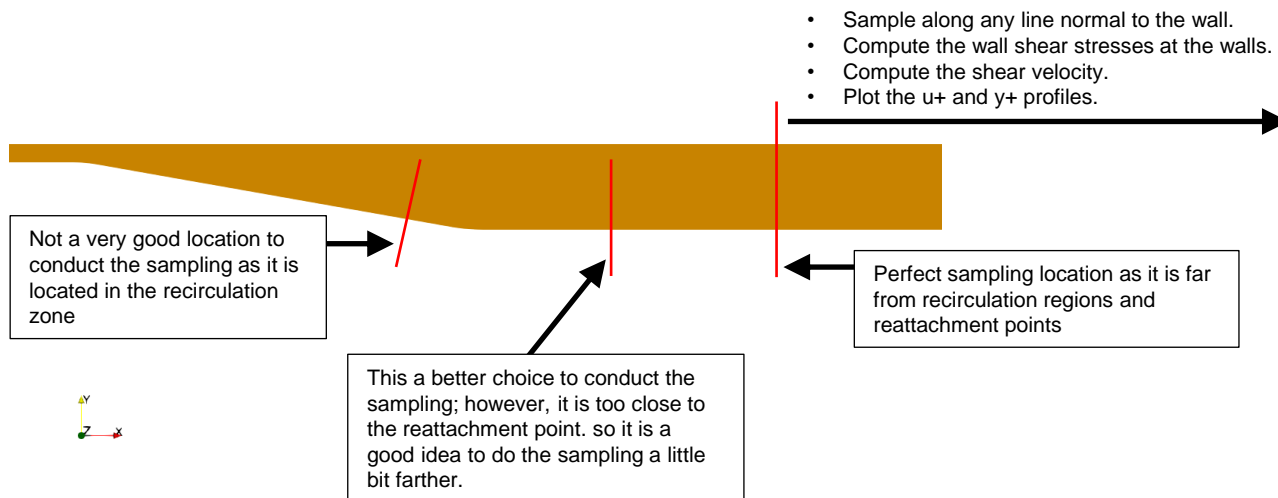 • Sample along any line normal to the wall.
• Compute the wall shear stresses at the walls.
• Compute the shear velocity.
• Plot the u+ and y+ profiles.
Not a very good location to
conduct the sampling as it is
located in the recirculation
zone
This a better choice to conduct the
sampling; however, it is too close to
the reattachment point. so it is a
good idea to do the sampling a little
bit farther.
Perfect sampling location as it is far
from recirculation regions and
reattachment points
Y
Z
X